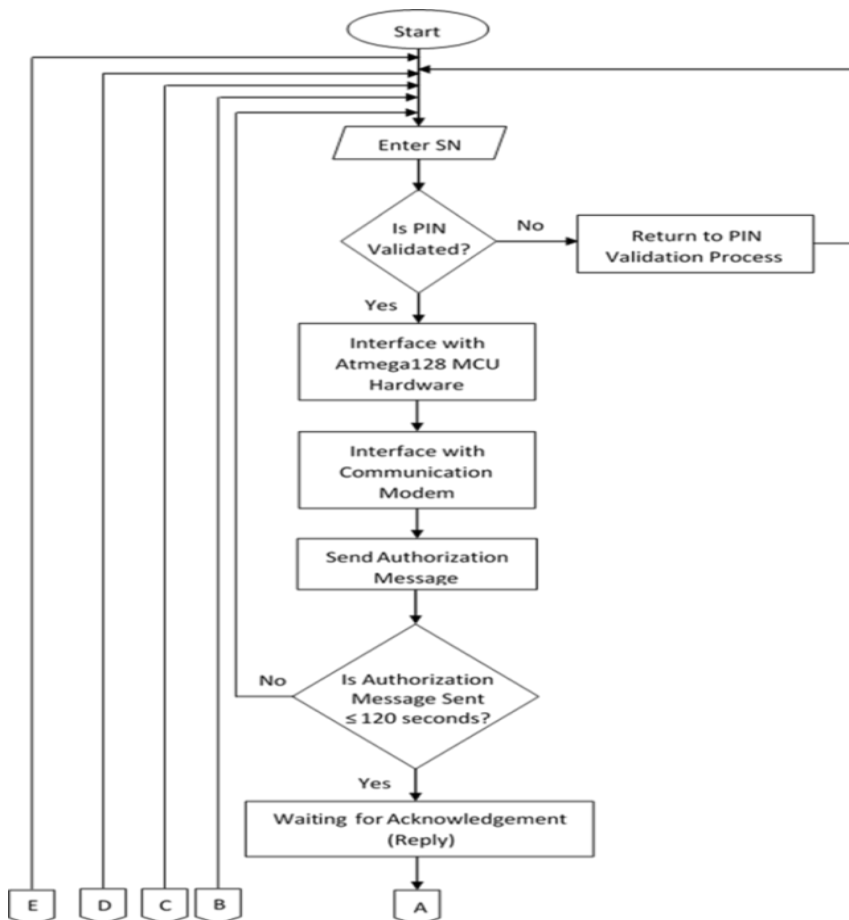 Start
Enter SN
Is PIN
Validated?
No
Return to PIN
Validation Process
Yes
Interface with
Atmega128 MCU
Hardware
Interface with
Communication
Modem
Send Authorization
Message
Is Authorization
Message Sent
≤ 120 seconds?
No
Yes
Waiting for Acknowledgement
(Reply)
E
D
C
B
A